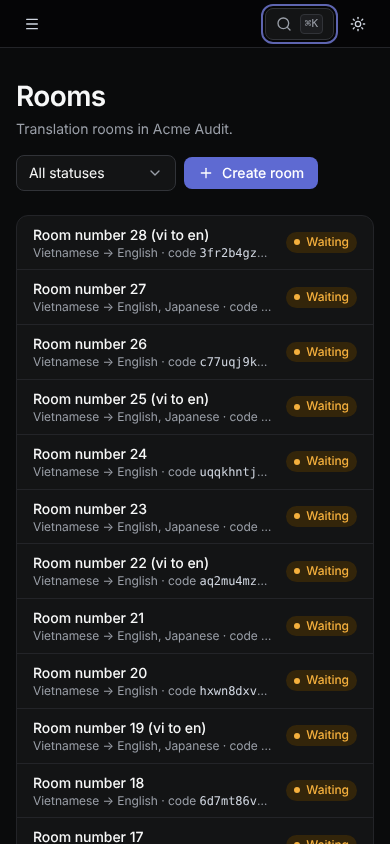 ⌘K
Rooms
Translation rooms in Acme Audit.
All statuses
+ Create room
Room number 28 (vi to en)
Vietnamese → English · code 3fr2b4gz...
Waiting
Room number 27
Vietnamese → English, Japanese · code ...
Waiting
Room number 26
Vietnamese → English · code c77uqj9k...
Waiting
Room number 25 (vi to en)
Vietnamese → English, Japanese · code ...
Waiting
Room number 24
Vietnamese → English · code uqqkhntj...
Waiting
Room number 23
Vietnamese → English, Japanese · code ...
Waiting
Room number 22 (vi to en)
Vietnamese → English · code aq2mu4mz...
Waiting
Room number 21
Vietnamese → English, Japanese · code ...
Waiting
Room number 20
Vietnamese → English · code hxwn8dxv...
Waiting
Room number 19 (vi to en)
Vietnamese → English, Japanese · code ...
Waiting
Room number 18
Vietnamese → English · code 6d7mt86v...
Waiting
Room number 17
Waiting